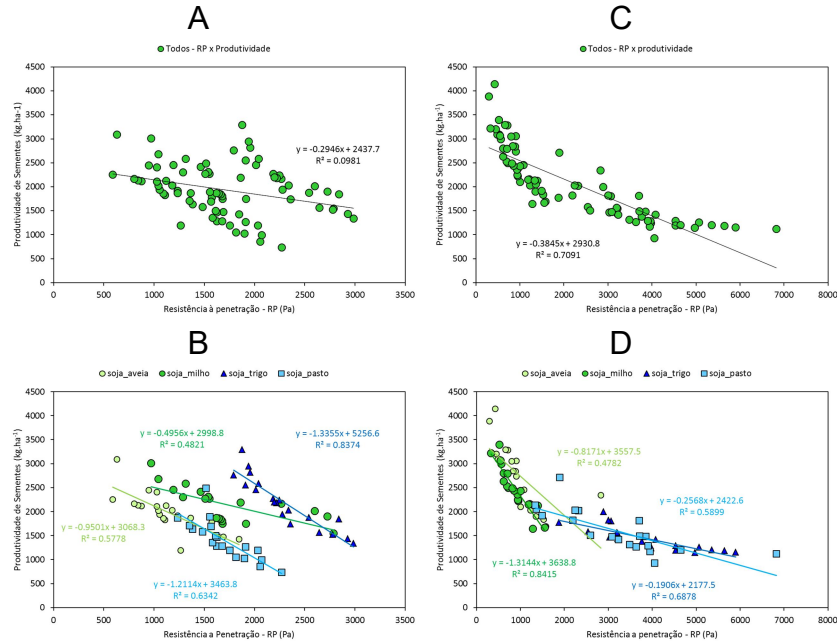 A
Todos - RP x Produtividade
Produtividade de Sementes (kg.ha-1)
4500
4000
3500
3000
2500
2000
1500
1000
500
0
y = -0.2946x + 2437.7
R² = 0.0981
0 500 1000 1500 2000 2500 3000 3500
Resistência à penetração - RP (Pa)
C
Todos - RP x produtividade
Produtividade de Sementes (kg.ha⁻¹)
4500
4000
3500
3000
2500
2000
1500
1000
500
0
y = -0.3845x + 2930.8
R² = 0.7091
0 1000 2000 3000 4000 5000 6000 7000 8000
Resistência a penetração - RP (Pa)
B
soja_aveia soja_milho soja_trigo soja_pasto
Produtividade de Sementes (kg.ha⁻¹)
4500
4000
3500
3000
2500
2000
1500
1000
500
0
y = -0.4956x + 2998.8
R² = 0.4821
y = -1.3355x + 5256.6
R² = 0.8374
y = -0.9501x + 3068.3
R² = 0.5778
y = -1.2114x + 3463.8
R² = 0.6342
0 500 1000 1500 2000 2500 3000 3500
Resistência a Penetração - RP (Pa)
D
soja_aveia soja_milho soja_trigo soja_pasto
Produtividade de Sementes (kg.ha⁻¹)
4500
4000
3500
3000
2500
2000
1500
1000
500
0
y = -0.8171x + 3557.5
R² = 0.4782
y = -0.2568x + 2422.6
R² = 0.5899
y = -1.3144x + 3638.8
R² = 0.8415
y = -0.1906x + 2177.5
R² = 0.6878
0 1000 2000 3000 4000 5000 6000 7000 8000
Resistência a penetração - RP (Pa)